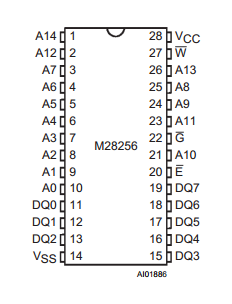 A14 1 28 VCC
A12 2 27 W̅
A7 3 26 A13
A6 4 25 A8
A5 5 24 A9
A4 6 23 A11
A3 7 22 G̅
M28256
A2 8 21 A10
A1 9 20 E̅
A0 10 19 DQ7
DQ0 11 18 DQ6
DQ1 12 17 DQ5
DQ2 13 16 DQ4
VSS 14 15 DQ3
AI01886